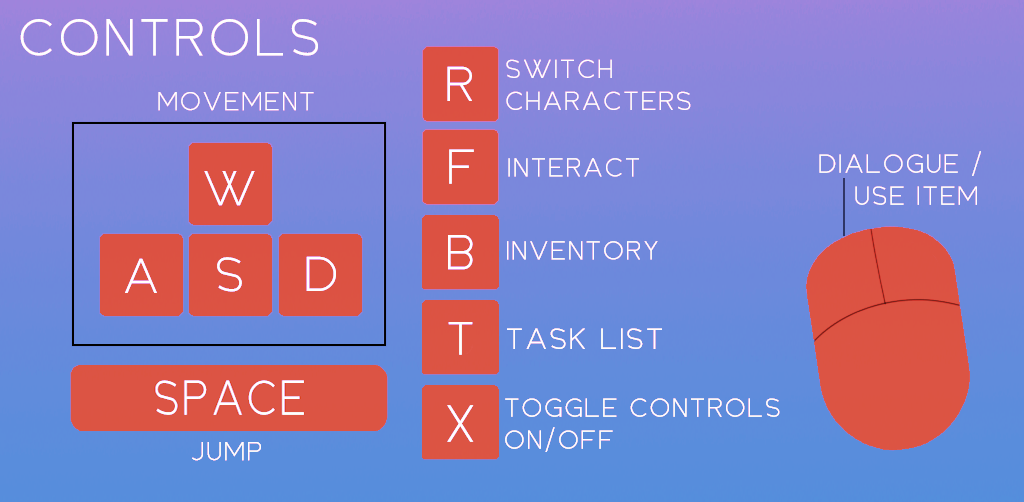 CONTROLS
MOVEMENT
W
A S D
SPACE
JUMP
R SWITCH
CHARACTERS
F INTERACT
B INVENTORY
T TASK LIST
X TOGGLE CONTROLS
ON/OFF
DIALOGUE /
USE ITEM